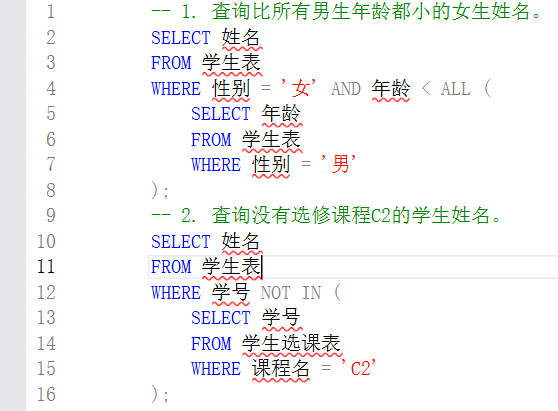 1 -- 1. 查询比所有男生年龄都小的女生姓名。
2 SELECT 姓名
3 FROM 学生表
4 WHERE 性别 = '女' AND 年龄 < ALL (
5 SELECT 年龄
6 FROM 学生表
7 WHERE 性别 = '男'
8 );
9 -- 2. 查询没有选修课程C2的学生姓名。
10 SELECT 姓名
11 FROM 学生表
12 WHERE 学号 NOT IN (
13 SELECT 学号
14 FROM 学生选课表
15 WHERE 课程名 = 'C2'
16 );